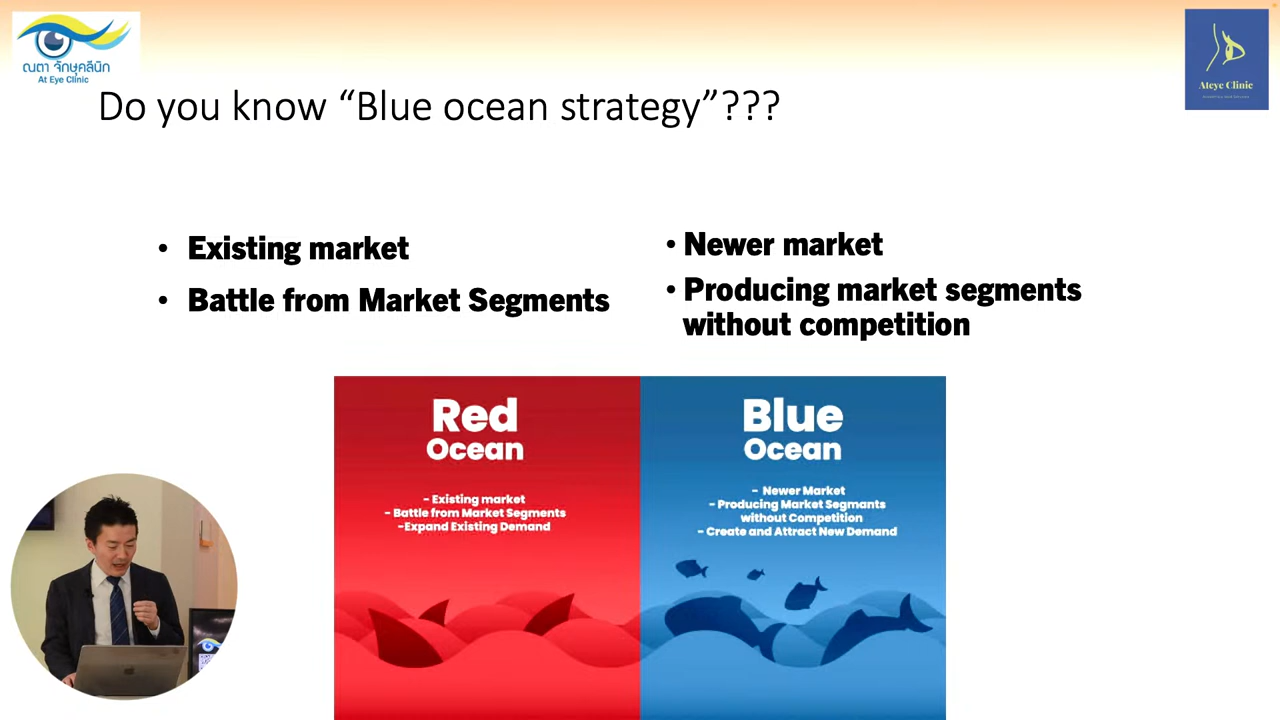 ณตา จักษุคลีนิก
At Eye Clinic
Ateye Clinic
Do you know “Blue ocean strategy”???
• Existing market
• Battle from Market Segments
• Newer market
• Producing market segments
without competition
Red
Ocean
- Existing market
- Battle from Market Segments
-Expand Existing Demand
Blue
Ocean
- Newer Market
- Producing Market Segmants
without Competition
- Create and Attract New Demand